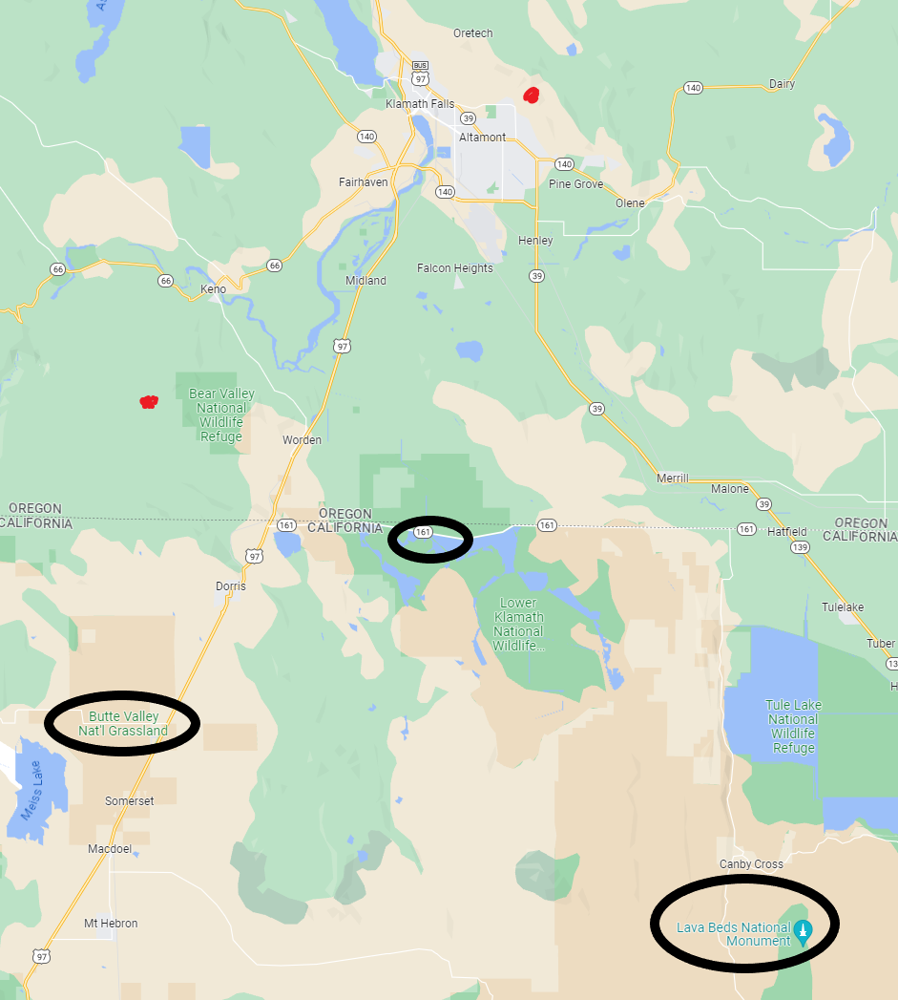 Oretech
BUS
97
Klamath Falls
39
140
Dairy
140
Altamont
140
Pine Grove
Fairhaven
140
Olene
Henley
66
66
66
Keno
Midland
Falcon Heights
39
97
Bear Valley
National
Wildlife
Refuge
39
Worden
Merrill
Malone
39
OREGON
CALIFORNIA
161
OREGON
CALIFORNIA
161
161
161
Hatfield
OREGON
CALIFORNIA
139
97
Dorris
Lower
Klamath
National
Wildlife...
Tulelake
Tuber
13
H
Tule Lake
National
Wildlife
Refuge
Butte Valley
Nat'l Grassland
Meiss Lake
Somerset
Macdoel
Canby Cross
Mt Hebron
Lava Beds National
Monument
97